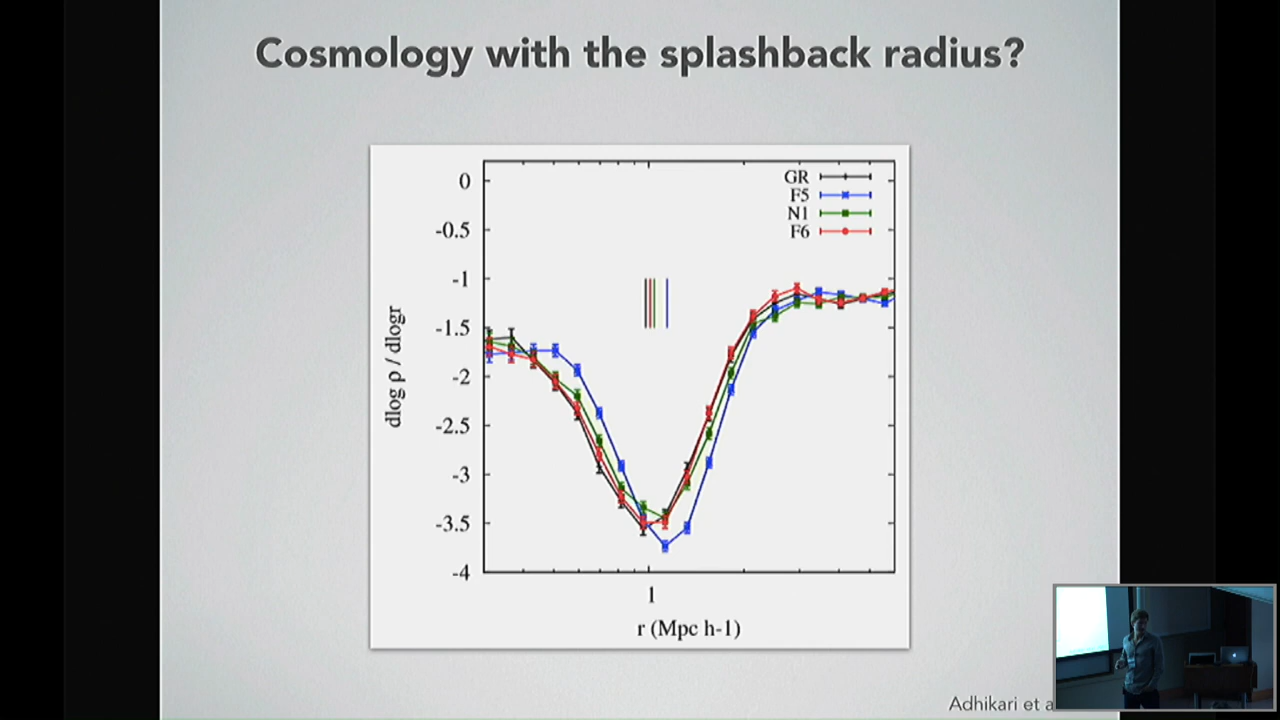 Cosmology with the splashback radius?
GR
F5
N1
F6
0
-0.5
-1
-1.5
-2
-2.5
-3
-3.5
-4
dlog ρ / dlogr
1
r (Mpc h-1)
Adhikari et a